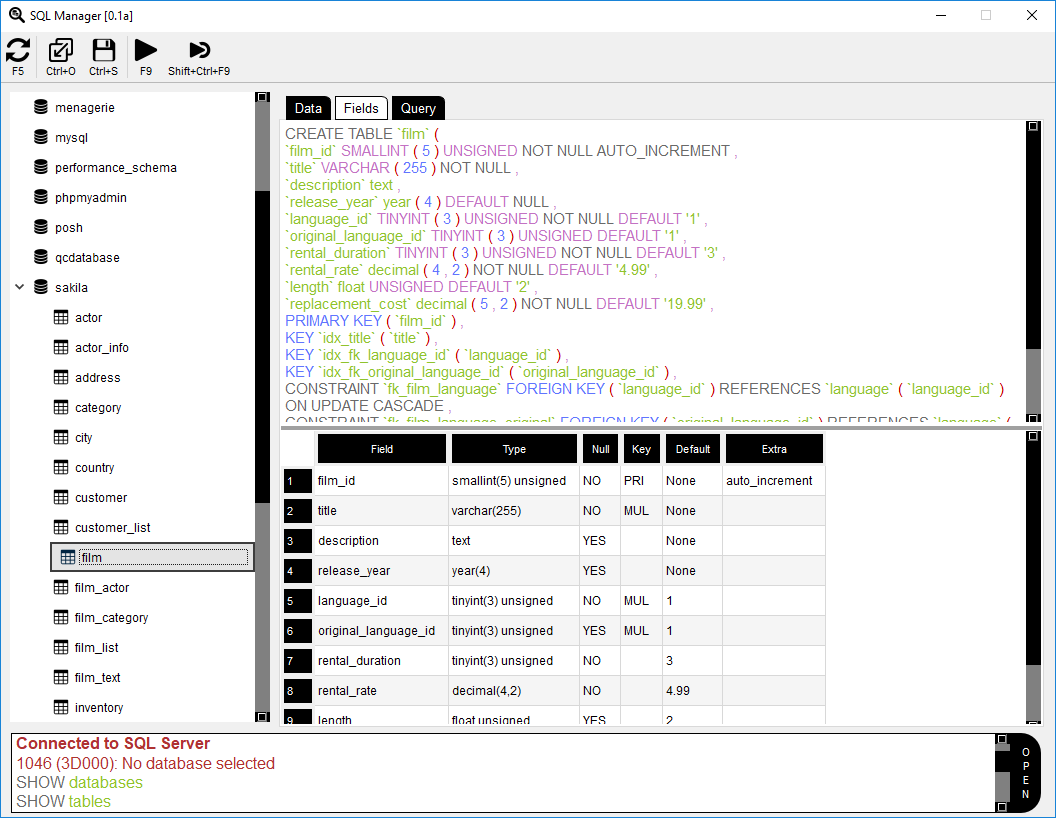 SQL Manager [0.1a]
F5
Ctrl+O
Ctrl+S
F9
Shift+Ctrl+F9
menagerie
mysql
performance_schema
phpmyadmin
posh
qcdatabase
sakila
actor
actor_info
address
category
city
country
customer
customer_list
film
film_actor
film_category
film_list
film_text
inventory
Data Fields Query
CREATE TABLE `film` (
`film_id` SMALLINT ( 5 ) UNSIGNED NOT NULL AUTO_INCREMENT ,
`title` VARCHAR ( 255 ) NOT NULL ,
`description` text ,
`release_year` year ( 4 ) DEFAULT NULL ,
`language_id` TINYINT ( 3 ) UNSIGNED NOT NULL DEFAULT '1' ,
`original_language_id` TINYINT ( 3 ) UNSIGNED DEFAULT '1' ,
`rental_duration` TINYINT ( 3 ) UNSIGNED NOT NULL DEFAULT '3' ,
`rental_rate` decimal ( 4 , 2 ) NOT NULL DEFAULT '4.99' ,
`length` float UNSIGNED DEFAULT '2' ,
`replacement_cost` decimal ( 5 , 2 ) NOT NULL DEFAULT '19.99' ,
PRIMARY KEY ( `film_id` ) ,
KEY `idx_title` ( `title` ) ,
KEY `idx_fk_language_id` ( `language_id` ) ,
KEY `idx_fk_original_language_id` ( `original_language_id` ) ,
CONSTRAINT `fk_film_language` FOREIGN KEY ( `language_id` ) REFERENCES `language` ( `language_id` )
ON UPDATE CASCADE ,
CONSTRAINT `fk_film_language_original` FOREIGN KEY ( `original_language_id` ) REFERENCES `language` (
Field Type Null Key Default Extra
1 film_id smallint(5) unsigned NO PRI None auto_increment
2 title varchar(255) NO MUL None
3 description text YES None
4 release_year year(4) YES None
5 language_id tinyint(3) unsigned NO MUL 1
6 original_language_id tinyint(3) unsigned YES MUL 1
7 rental_duration tinyint(3) unsigned NO 3
8 rental_rate decimal(4,2) NO 4.99
9 length float unsigned YES 2
Connected to SQL Server
1046 (3D000): No database selected
SHOW databases
SHOW tables
OPEN